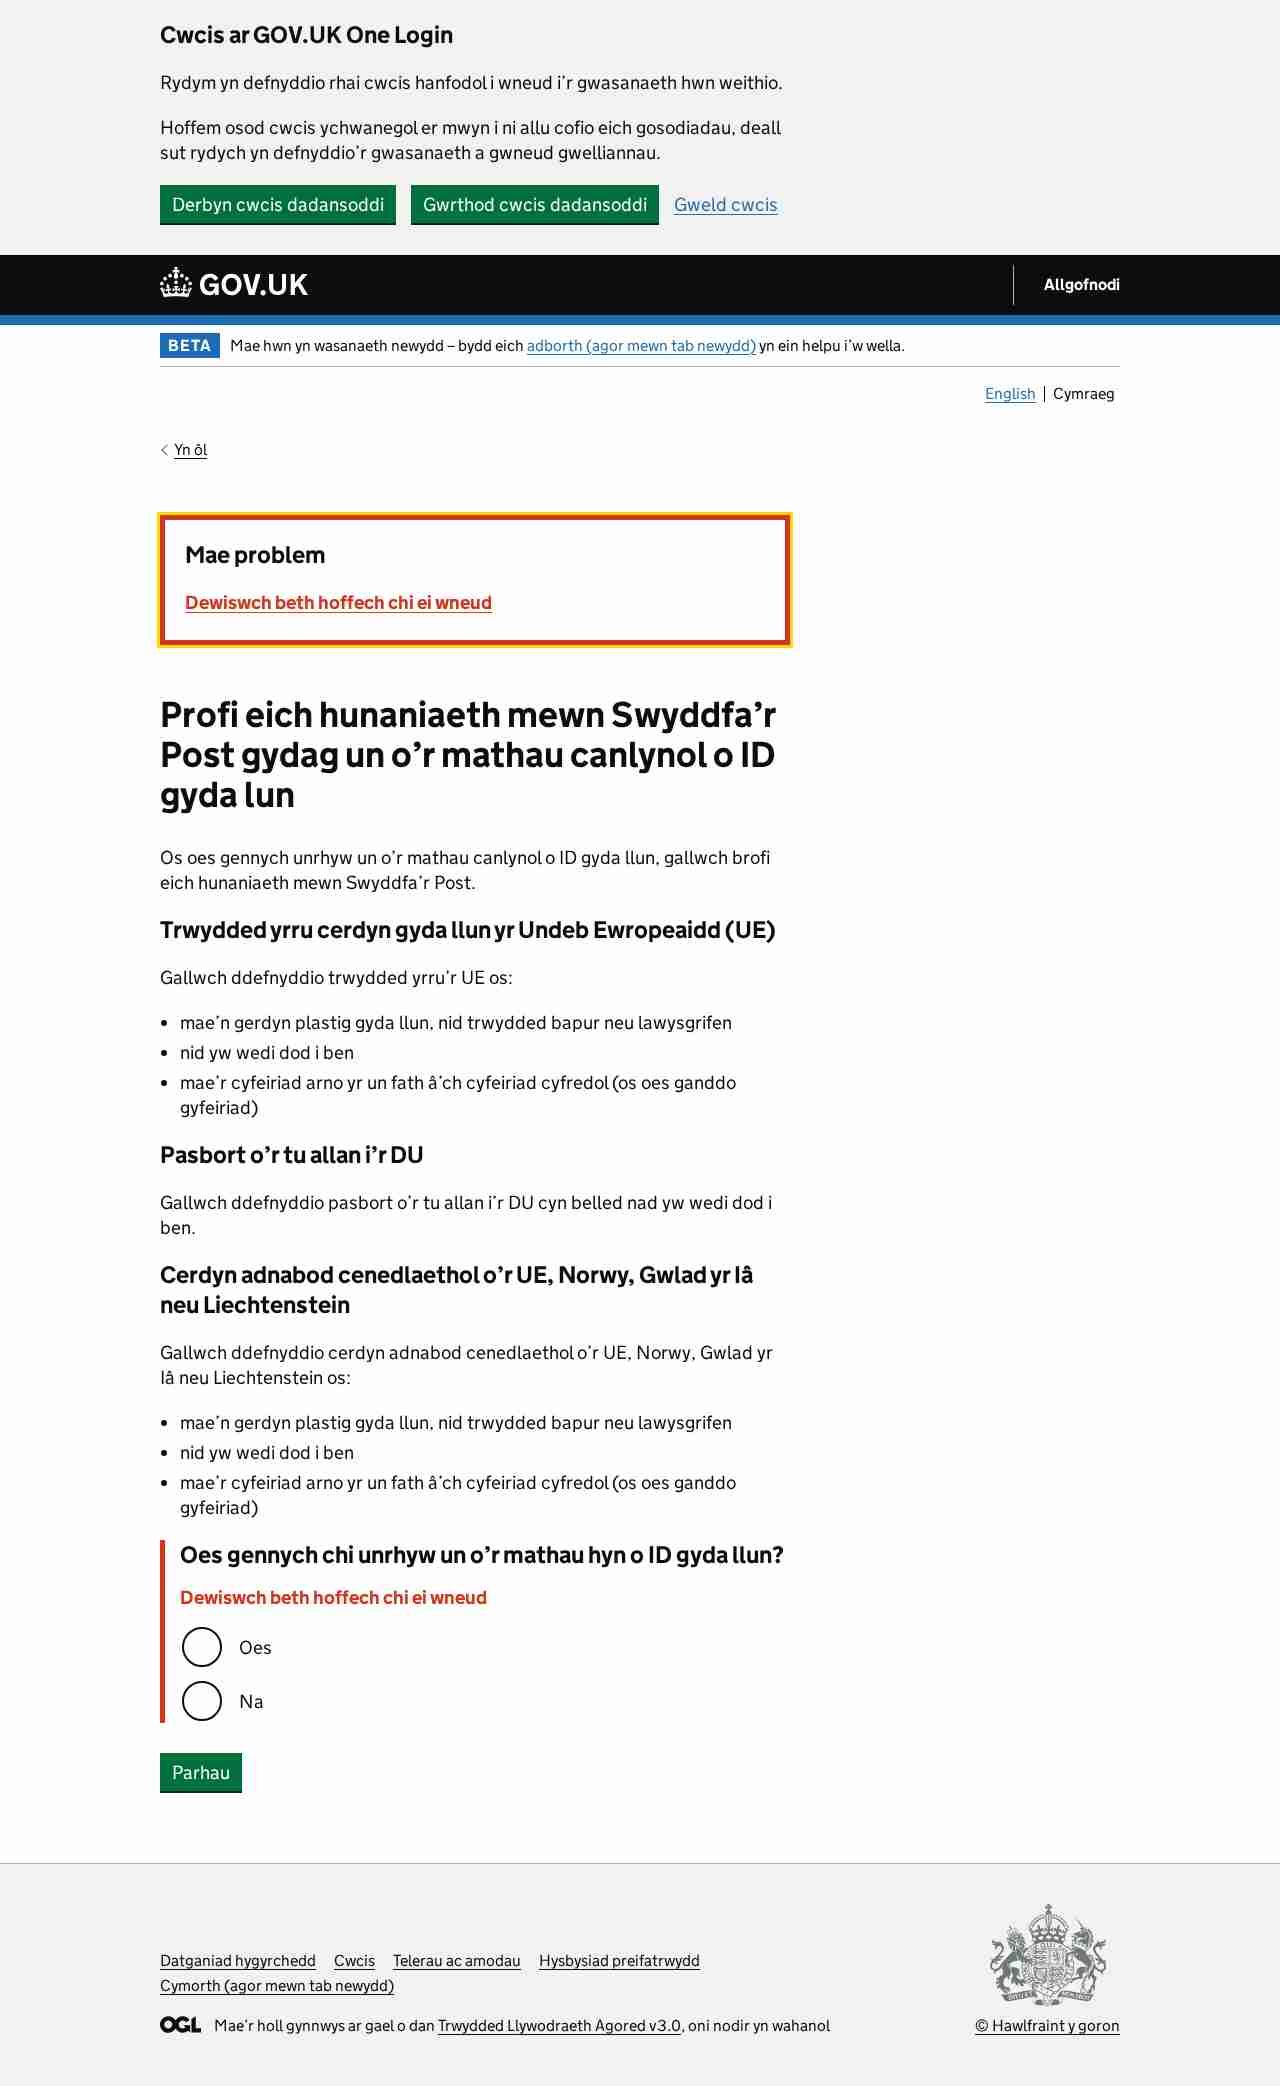 Cwcis ar GOV.UK One Login
Rydym yn defnyddio rhai cwcis hanfodol i wneud i’r gwasanaeth hwn weithio.
Hoffem osod cwcis ychwanegol er mwyn i ni allu cofio eich gosodiadau, deall
sut rydych yn defnyddio’r gwasanaeth a gwneud gwelliannau.
Derbyn cwcis dadansoddi Gwrthod cwcis dadansoddi Gweld cwcis
GOV.UK Allgofnodi
BETA Mae hwn yn wasanaeth newydd – bydd eich adborth (agor mewn tab newydd) yn ein helpu i’w wella.
English Cymraeg
Yn ôl
Mae problem
Dewiswch beth hoffech chi ei wneud
Profi eich hunaniaeth mewn Swyddfa’r
Post gydag un o’r mathau canlynol o ID
gyda lun
Os oes gennych unrhyw un o’r mathau canlynol o ID gyda llun, gallwch brofi
eich hunaniaeth mewn Swyddfa’r Post.
Trwydded yrru cerdyn gyda llun yr Undeb Ewropeaidd (UE)
Gallwch ddefnyddio trwydded yrru’r UE os:
• mae’n gerdyn plastig gyda llun, nid trwydded bapur neu lawysgrifen
• nid yw wedi dod i ben
• mae’r cyfeiriad arno yr un fath â’ch cyfeiriad cyfredol (os oes ganddo
gyfeiriad)
Pasbort o’r tu allan i’r DU
Gallwch ddefnyddio pasbort o’r tu allan i’r DU cyn belled nad yw wedi dod i
ben.
Cerdyn adnabod cenedlaethol o’r UE, Norwy, Gwlad yr Iâ
neu Liechtenstein
Gallwch ddefnyddio cerdyn adnabod cenedlaethol o’r UE, Norwy, Gwlad yr
Iâ neu Liechtenstein os:
• mae’n gerdyn plastig gyda llun, nid trwydded bapur neu lawysgrifen
• nid yw wedi dod i ben
• mae’r cyfeiriad arno yr un fath â’ch cyfeiriad cyfredol (os oes ganddo
gyfeiriad)
Oes gennych chi unrhyw un o’r mathau hyn o ID gyda llun?
Dewiswch beth hoffech chi ei wneud
Oes
Na
Parhau
Datganiad hygyrchedd Cwcis Telerau ac amodau Hysbysiad preifatrwydd
Cymorth (agor mewn tab newydd)
OGL Mae’r holl gynnwys ar gael o dan Trwydded Llywodraeth Agored v3.0, oni nodir yn wahanol
© Hawlfraint y goron